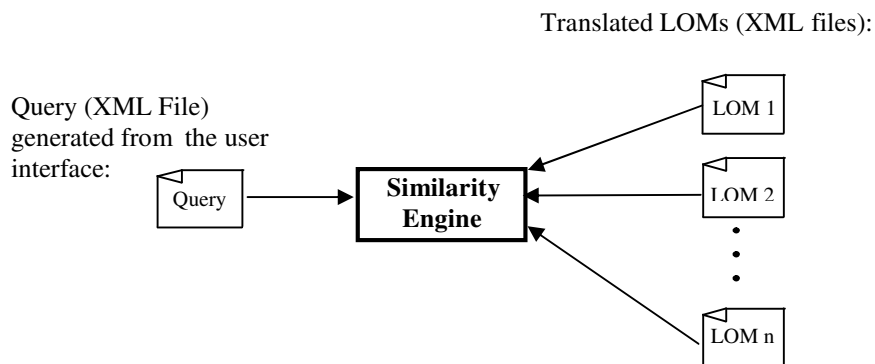 Translated LOMs (XML files):
Query (XML File)
generated from the user
interface:
Query
Similarity
Engine
LOM 1
LOM 2
LOM n